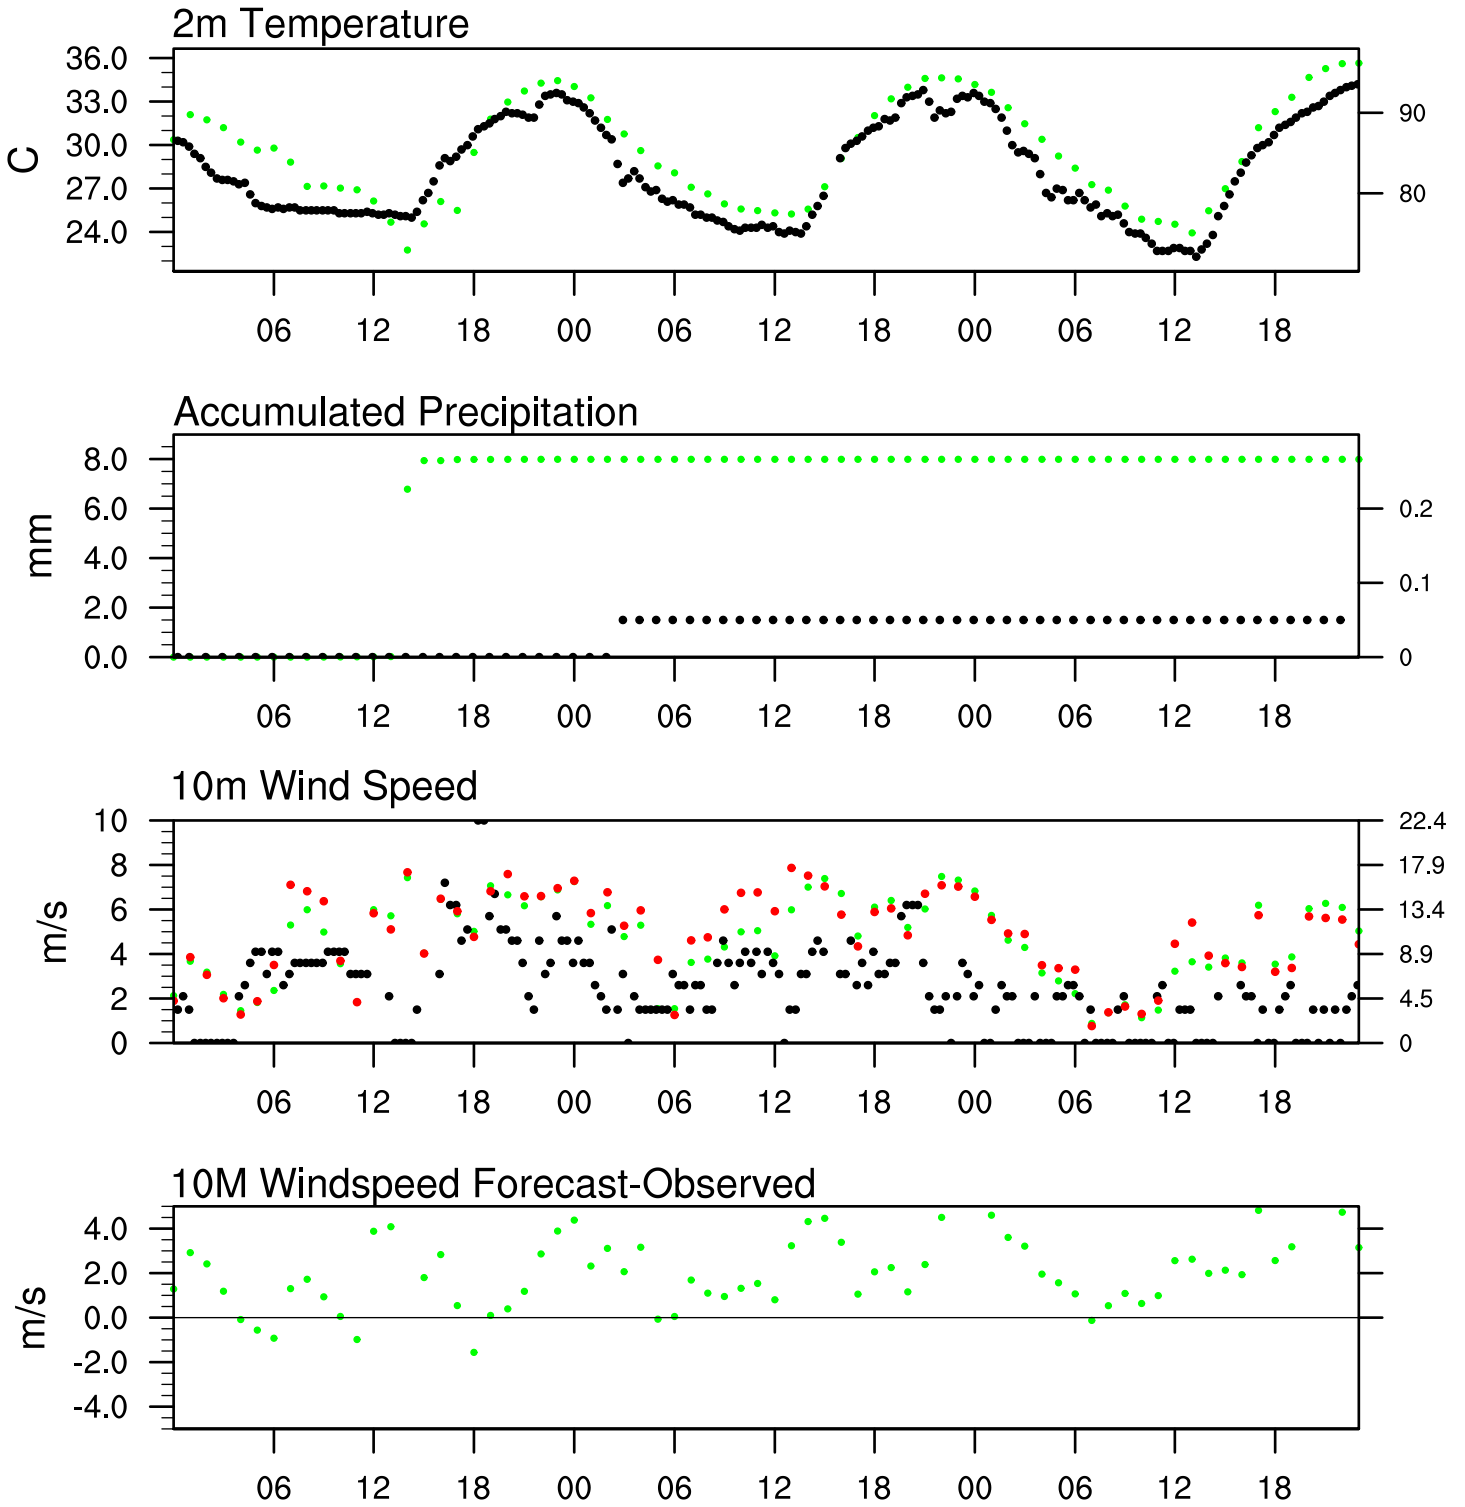 2m Temperature
36.0
33.0
30.0
27.0
24.0
C
90
80
06 12 18 00 06 12 18 00 06 12 18
Accumulated Precipitation
8.0
6.0
4.0
2.0
0.0
mm
0.2
0.1
0
06 12 18 00 06 12 18 00 06 12 18
10m Wind Speed
10
8
6
4
2
0
m/s
22.4
17.9
13.4
8.9
4.5
0
06 12 18 00 06 12 18 00 06 12 18
10M Windspeed Forecast-Observed
4.0
2.0
0.0
-2.0
-4.0
m/s
06 12 18 00 06 12 18 00 06 12 18